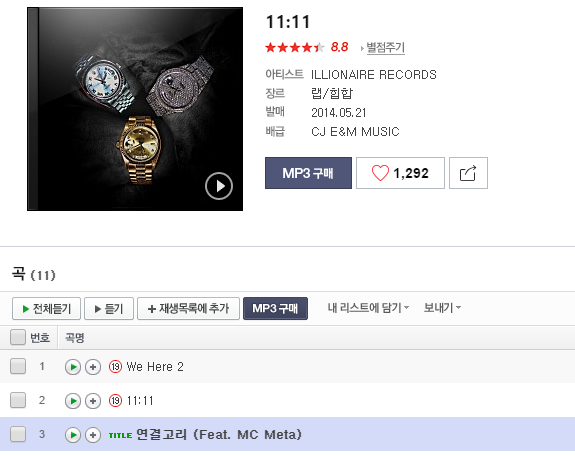 11:11
8.8 별점주기
아티스트 ILLIONAIRE RECORDS
장르 랩/힙합
발매 2014.05.21
배급 CJ E&M MUSIC
MP3 구매 1,292
곡 (11)
전체듣기 듣기 + 재생목록에 추가 MP3 구매 내 리스트에 담기 보내기
번호 곡명
1 19 We Here 2
2 19 11:11
3 TITLE 연결고리 (Feat. MC Meta)